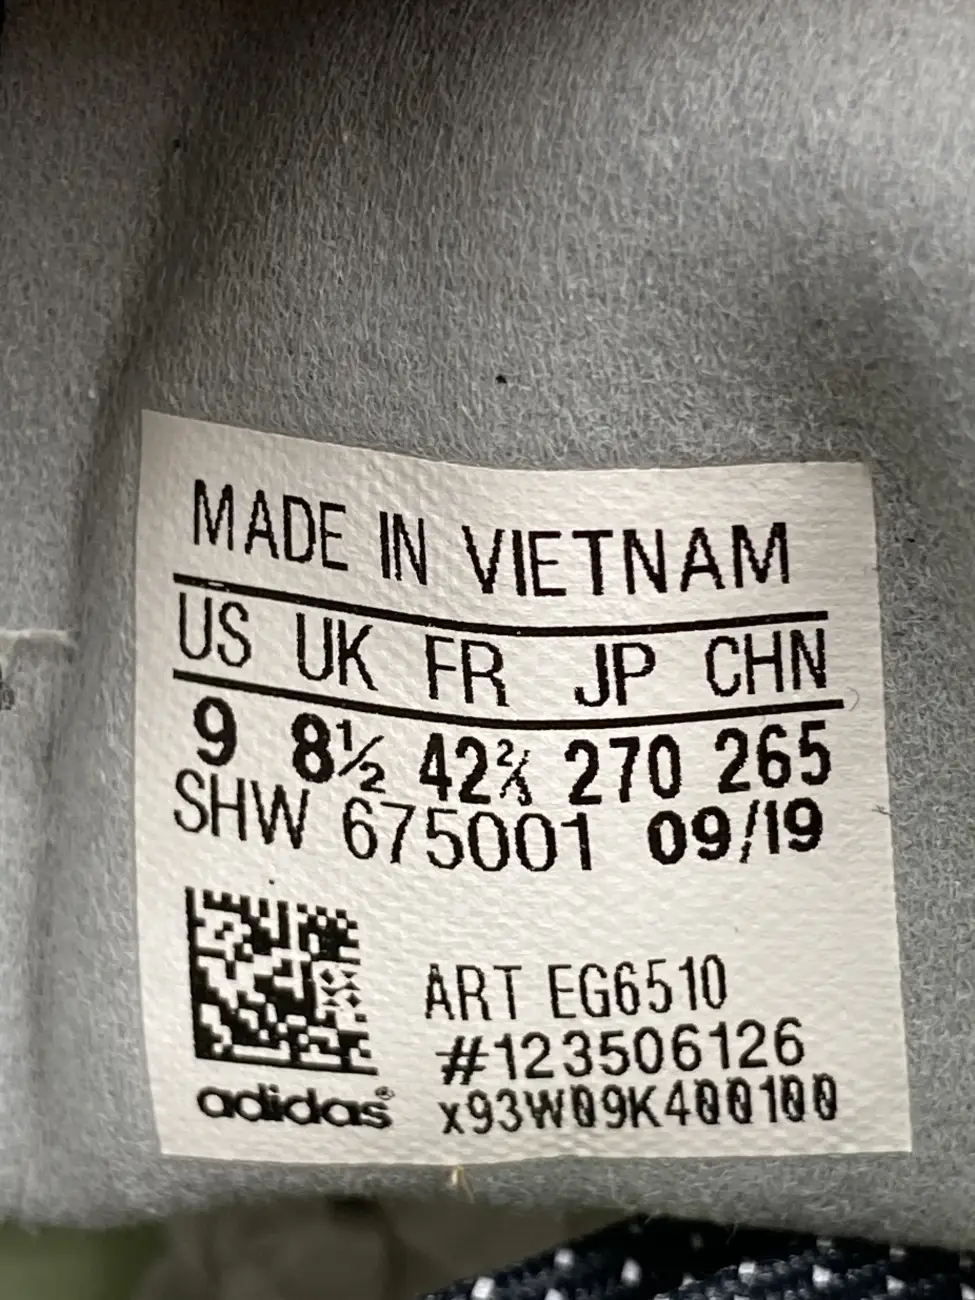 MADE IN VIETNAM
US UK FR JP CHN
9 8½ 42⅔ 270 265
SHW 675001 09/19
ART EG6510
#123506126
adidas® x93W09K400100